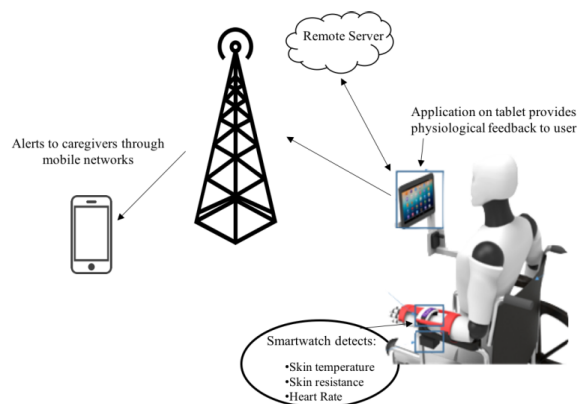 Remote Server
Application on tablet provides
physiological feedback to user
Alerts to caregivers through
mobile networks
Smartwatch detects:
•Skin temperature
•Skin resistance
•Heart Rate